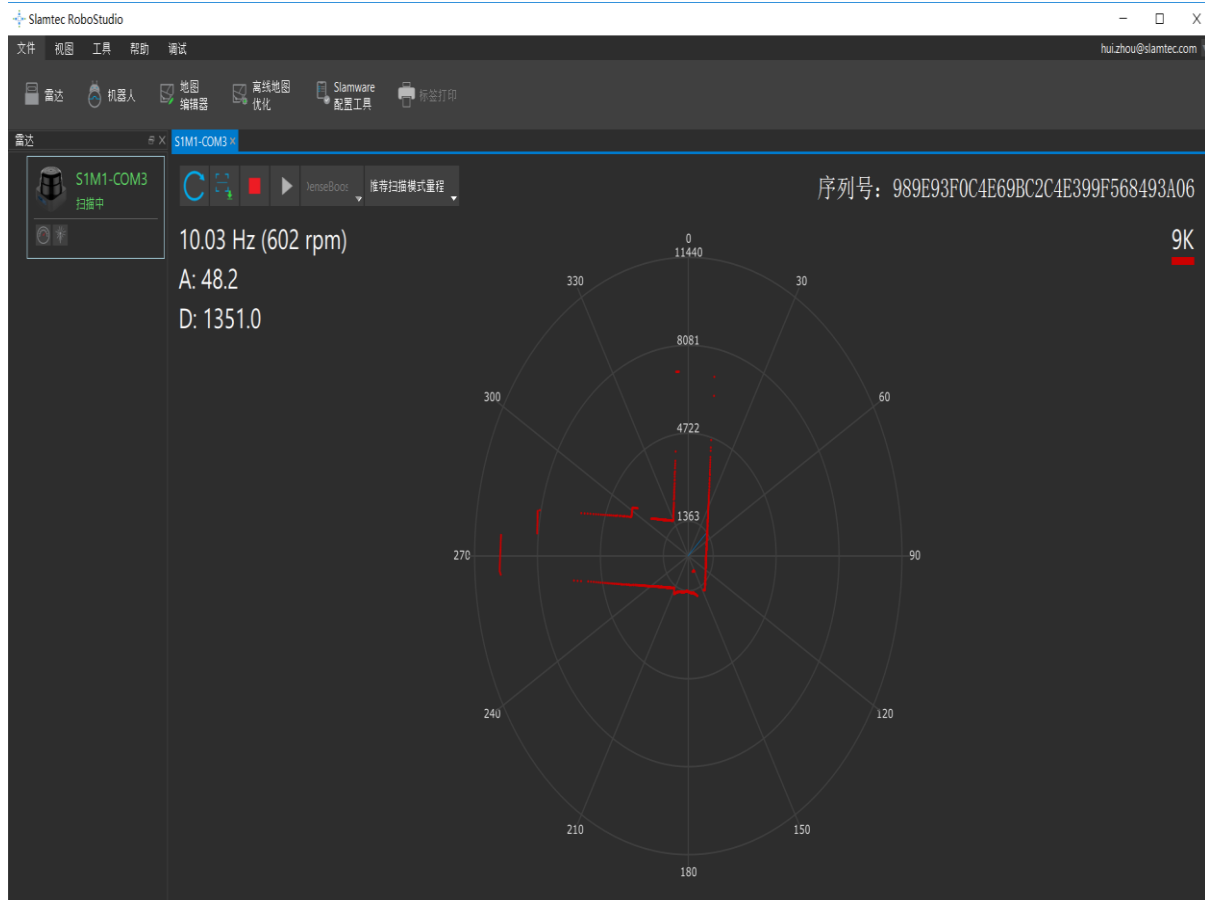 Slamtec RoboStudio
文件 视图 工具 帮助 调试 hui.zhou@slamtec.com
雷达 机器人 地图 编辑器 离线地图 优化 Slamware 配置工具 标签打印
雷达 S1M1-COM3
S1M1-COM3
扫描中
推荐扫描模式量程
序列号: 989E93F0C4E69BC2C4E399F568493A06
10.03 Hz (602 rpm)
A: 48.2
D: 1351.0
9K
0
11440
330 30
8081
300 60
4722
1363
270 90
240 120
210 150
180